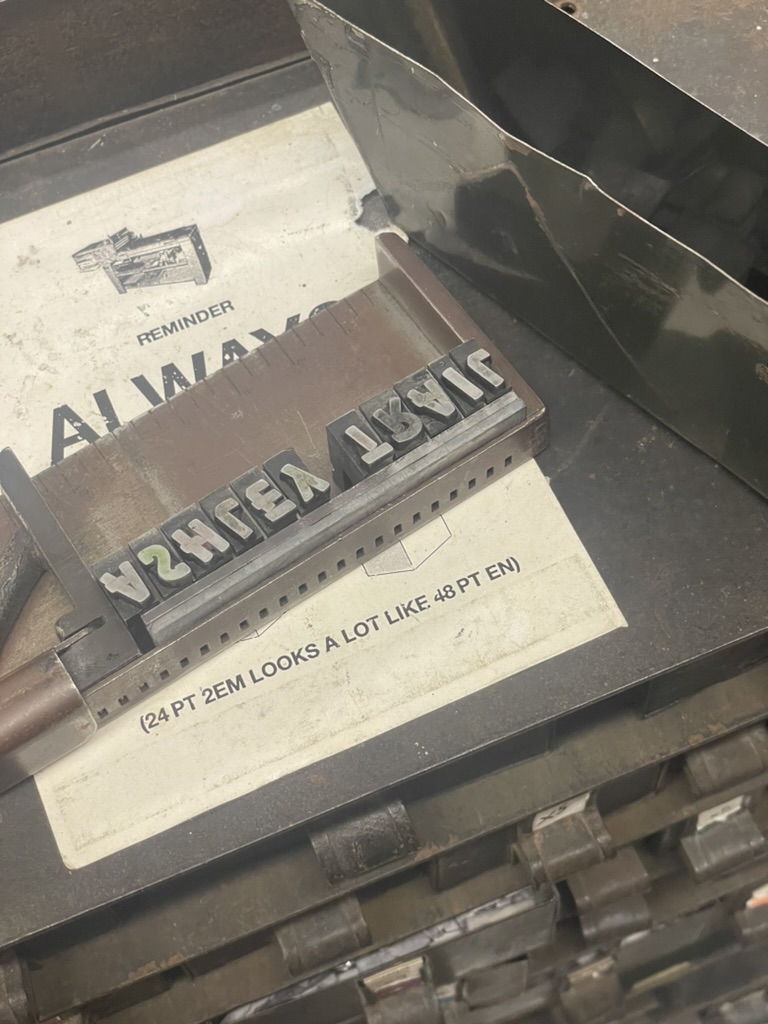 REMINDER
ALWAYS
ASHLEY TRAIL
(24 PT 2EM LOOKS A LOT LIKE 48 PT EN)